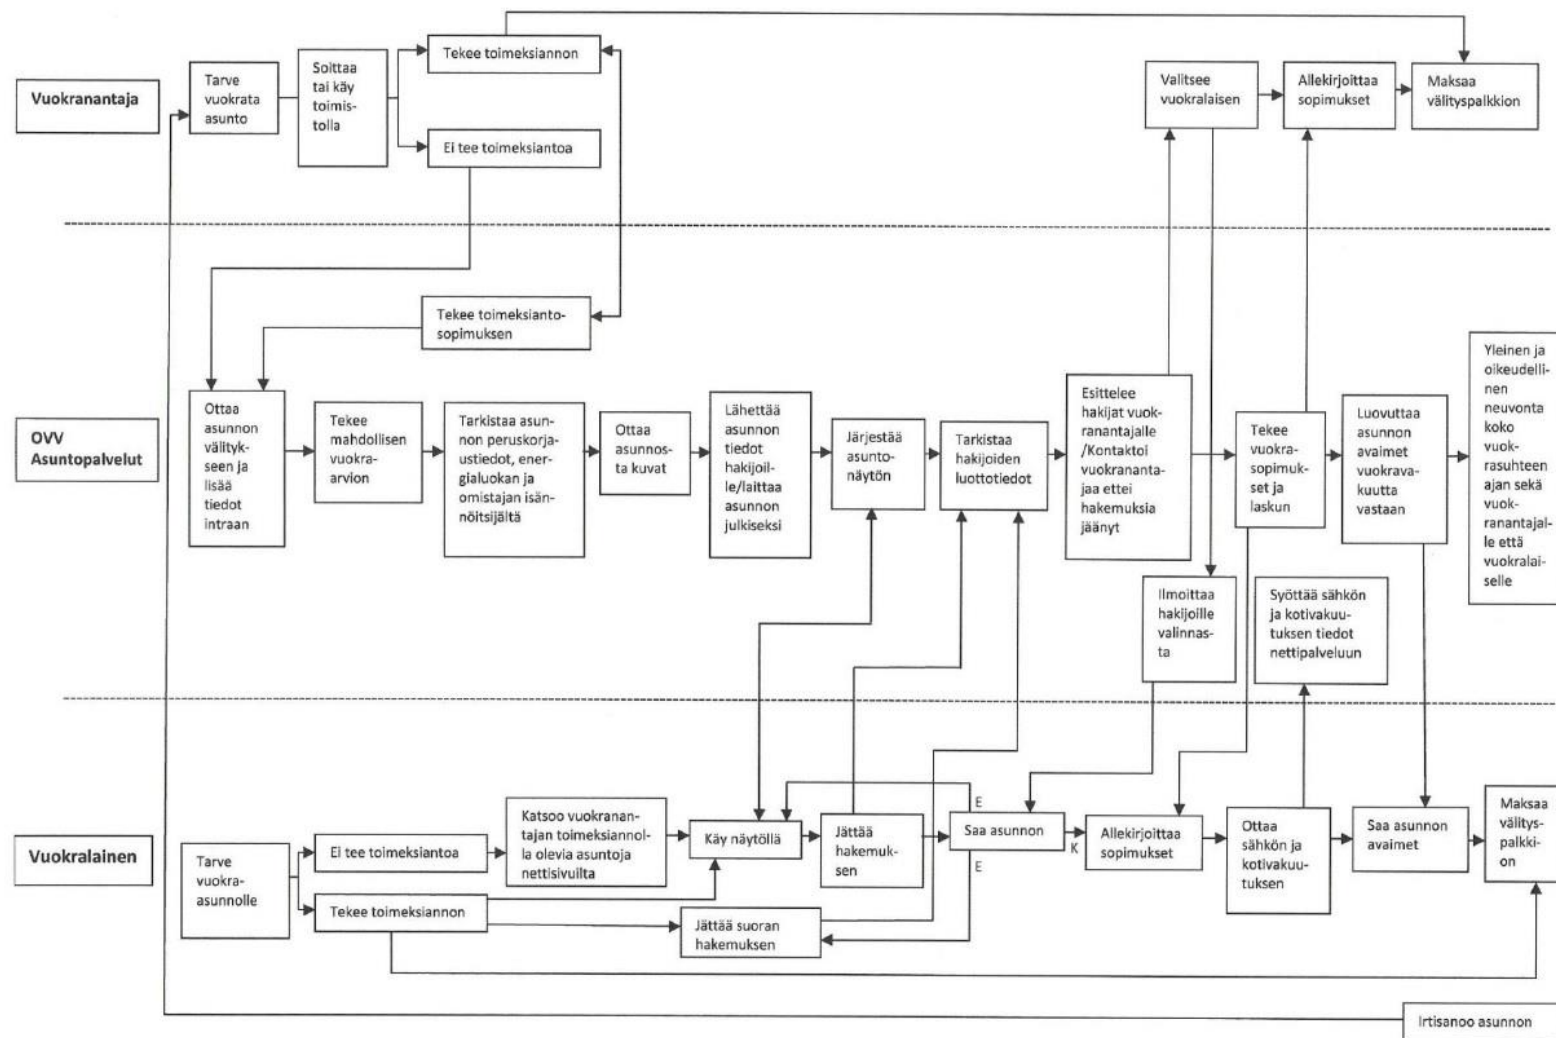 Vuokranantaja
Tarve
vuokrata
asunto
Soittaa
tai käy
toimis-
tolla
Tekee toimeksiannon
Ei tee toimeksiantoa
Valitsee
vuokralaisen
Allekirjoittaa
sopimukset
Maksaa
välityspalkkion
Tekee toimeksianto-
sopimuksen
OVV
Asuntopalvelut
Ottaa
asunnon
välityk-
seen ja
lisää
tiedot
intraan
Tekee
mahdollisen
vuokra-
arvion
Tarkistaa asun-
non peruskorja-
ustiedot, ener-
gialuokan ja
omistajan isän-
nöitsijältä
Ottaa
asunnos-
ta kuvat
Lähettää
asunnon
tiedot
hakijoil-
le/laittaa
asunnon
julkiseksi
Järjestää
asunto-
näytön
Tarkistaa
hakijoiden
luottotiedot
Esittelee
hakijat vuok-
ranantajalle
/Kontaktoi
vuokrananta-
jaa ettei
hakemuksia
jäänyt
Tekee
vuokra-
sopimuk-
set ja
laskun
Luovuttaa
asunnon
avaimet
vuokrava-
kuutta
vastaan
Yleinen ja
oikeudelli-
nen
neuvonta
koko
vuok-
rasuhteen
ajan sekä
vuok-
ranantajal-
le että
vuokralai-
selle
Ilmoittaa
hakijoille
valinnas-
ta
Syöttää sähkön
ja kotivakuu-
tuksen tiedot
nettipalveluun
Vuokralainen
Tarve
vuokra-
asunnolle
Ei tee toimeksiantoa
Tekee toimeksiannon
Katsoo vuokranan-
tajan toimeksiannol-
la olevia asuntoja
nettisivuilta
Käy näytöllä
Jättää
hakemuk-
sen
Jättää suoran
hakemuksen
E
Saa asunnon
E
K
Allekirjoittaa
sopimukset
Ottaa
sähkön ja
kotivakuu-
tuksen
Saa asunnon
avaimet
Maksaa
välitys-
palkki-
on
Irtisanoo asunnon